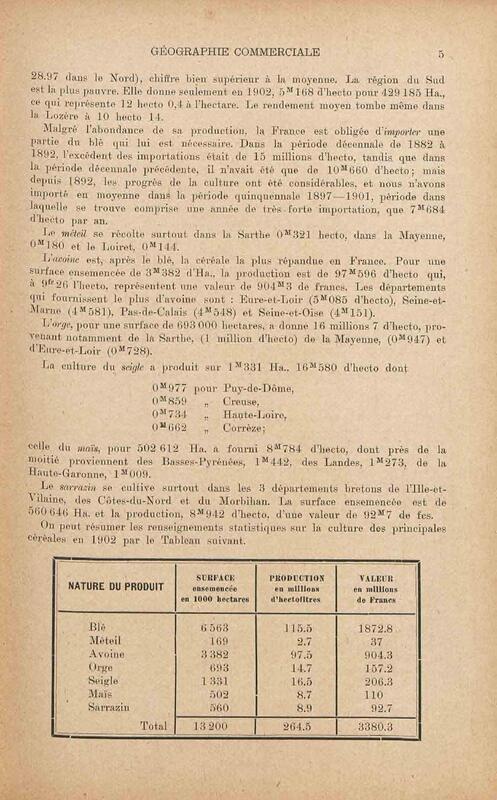 GÉOGRAPHIE COMMERCIALE 5
28.97 dans le Nord), chiffre bien supérieur à la moyenne. La région du Sud
est la plus pauvre. Elle donne seulement en 1902, 5ᴹ168 d'hecto pour 429 185 Ha.,
ce qui représente 12 hecto 0,4 à l'hectare. Le rendement moyen tombe même dans
la Lozère à 10 hecto 14.
Malgré l'abondance de sa production, la France est obligée d'importer une
partie du blé qui lui est nécessaire. Dans la période décennale de 1882 à
1892, l'excédent des importations était de 15 millions d'hecto, tandis que dans
la période décennale précédente, il n'avait été que de 10ᴹ660 d'hecto; mais
depuis 1892, les progrès de la culture ont été considérables, et nous n'avons
importé en moyenne dans la période quinquennale 1897—1901, période dans
laquelle se trouve comprise une année de très-forte importation, que 7ᴹ684
d'hecto par an.
Le méteil se récolte surtout dans la Sarthe 0ᴹ321 hecto, dans la Mayenne,
0ᴹ180 et le Loiret, 0ᴹ144.
L'avoine est, après le blé, la céréale la plus répandue en France. Pour une
surface ensemencée de 3ᴹ382 d'Ha., la production est de 97ᴹ596 d'hecto qui,
à 9ᶠʳ26 l'hecto, représentent une valeur de 904ᴹ3 de francs. Les départements
qui fournissent le plus d'avoine sont : Eure-et-Loir (5ᴹ085 d'hecto), Seine-et-
Marne (4ᴹ581), Pas-de-Calais (4ᴹ548) et Seine-et-Oise (4ᴹ151).
L'orge, pour une surface de 693 000 hectares, a donné 16 millions 7 d'hecto, pro-
venant notamment de la Sarthe, (1 million d'hecto) de la Mayenne, (0ᴹ947) et
d'Eure-et-Loir (0ᴹ728).
La culture du seigle a produit sur 1ᴹ331 Ha.. 16ᴹ580 d'hecto dont
0ᴹ977 pour Puy-de-Dôme,
0ᴹ859 „ Creuse,
0ᴹ734 „ Haute-Loire,
0ᴹ662 „ Corrèze;
celle du maïs, pour 502 612 Ha. a fourni 8ᴹ784 d'hecto, dont près de la
moitié proviennent des Basses-Pyrénées, 1ᴹ442, des Landes, 1ᴹ273, de la
Haute-Garonne, 1ᴹ009.
Le sarrazin se cultive surtout dans les 3 départements bretons de l'Ille-et-
Vilaine, des Côtes-du-Nord et du Morbihan. La surface ensemencée est de
560 646 Ha. et la production, 8ᴹ942 d'hecto, d'une valeur de 92ᴹ7 de fcs.
On peut résumer les renseignements statistiques sur la culture des principales
céréales en 1902 par le Tableau suivant.
NATURE DU PRODUIT SURFACE ensemencée en 1000 hectares PRODUCTION en millions d'hectolitres VALEUR en millions de Francs
Blé 6 563 115.5 1872.8
Méteil 169 2.7 37
Avoine 3 382 97.5 904.3
Orge 693 14.7 157.2
Seigle 1 331 16.5 206.3
Maïs 502 8.7 110
Sarrazin 560 8.9 92.7
Total 13 200 264.5 3380.3